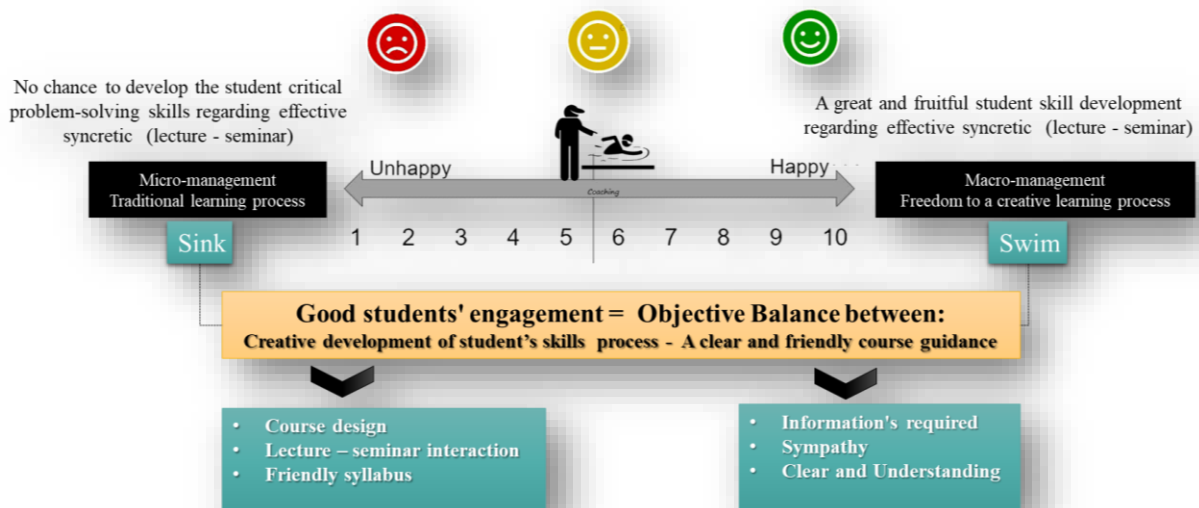 No chance to develop the student critical
problem-solving skills regarding effective
syncretic (lecture - seminar)
A great and fruitful student skill development
regarding effective syncretic (lecture - seminar)
Unhappy
Happy
Micro-management
Traditional learning process
Coaching
Macro-management
Freedom to a creative learning process
Sink
1 2 3 4 5 6 7 8 9 10
Swim
Good students' engagement = Objective Balance between:
Creative development of student's skills process - A clear and friendly course guidance
• Course design
• Lecture – seminar interaction
• Friendly syllabus
• Information's required
• Sympathy
• Clear and Understanding